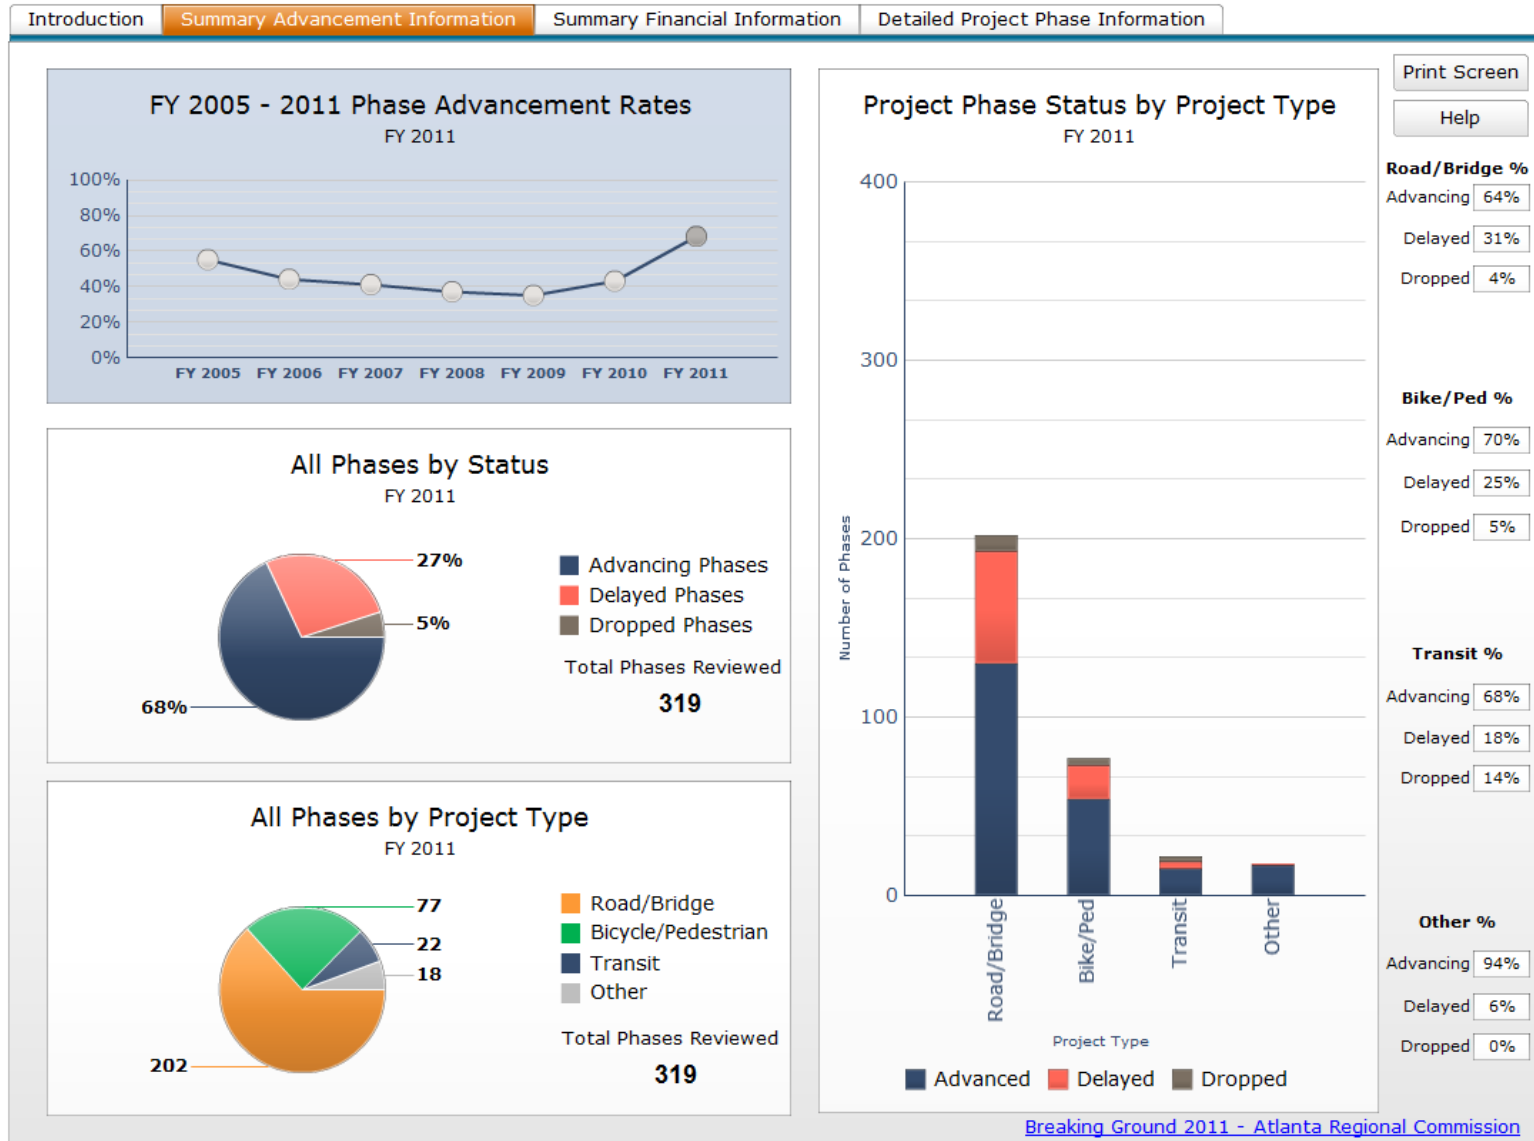 Introduction
Summary Advancement Information
Summary Financial Information
Detailed Project Phase Information
FY 2005 - 2011 Phase Advancement Rates
FY 2011
100%
80%
60%
40%
20%
0%
FY 2005 FY 2006 FY 2007 FY 2008 FY 2009 FY 2010 FY 2011
All Phases by Status
FY 2011
27%
5%
68%
Advancing Phases
Delayed Phases
Dropped Phases
Total Phases Reviewed
319
All Phases by Project Type
FY 2011
77
22
18
202
Road/Bridge
Bicycle/Pedestrian
Transit
Other
Total Phases Reviewed
319
Project Phase Status by Project Type
FY 2011
400
300
200
100
0
Number of Phases
Road/Bridge
Bike/Ped
Transit
Other
Project Type
Advanced Delayed Dropped
Print Screen
Help
Road/Bridge %
Advancing 64%
Delayed 31%
Dropped 4%
Bike/Ped %
Advancing 70%
Delayed 25%
Dropped 5%
Transit %
Advancing 68%
Delayed 18%
Dropped 14%
Other %
Advancing 94%
Delayed 6%
Dropped 0%
Breaking Ground 2011 - Atlanta Regional Commission